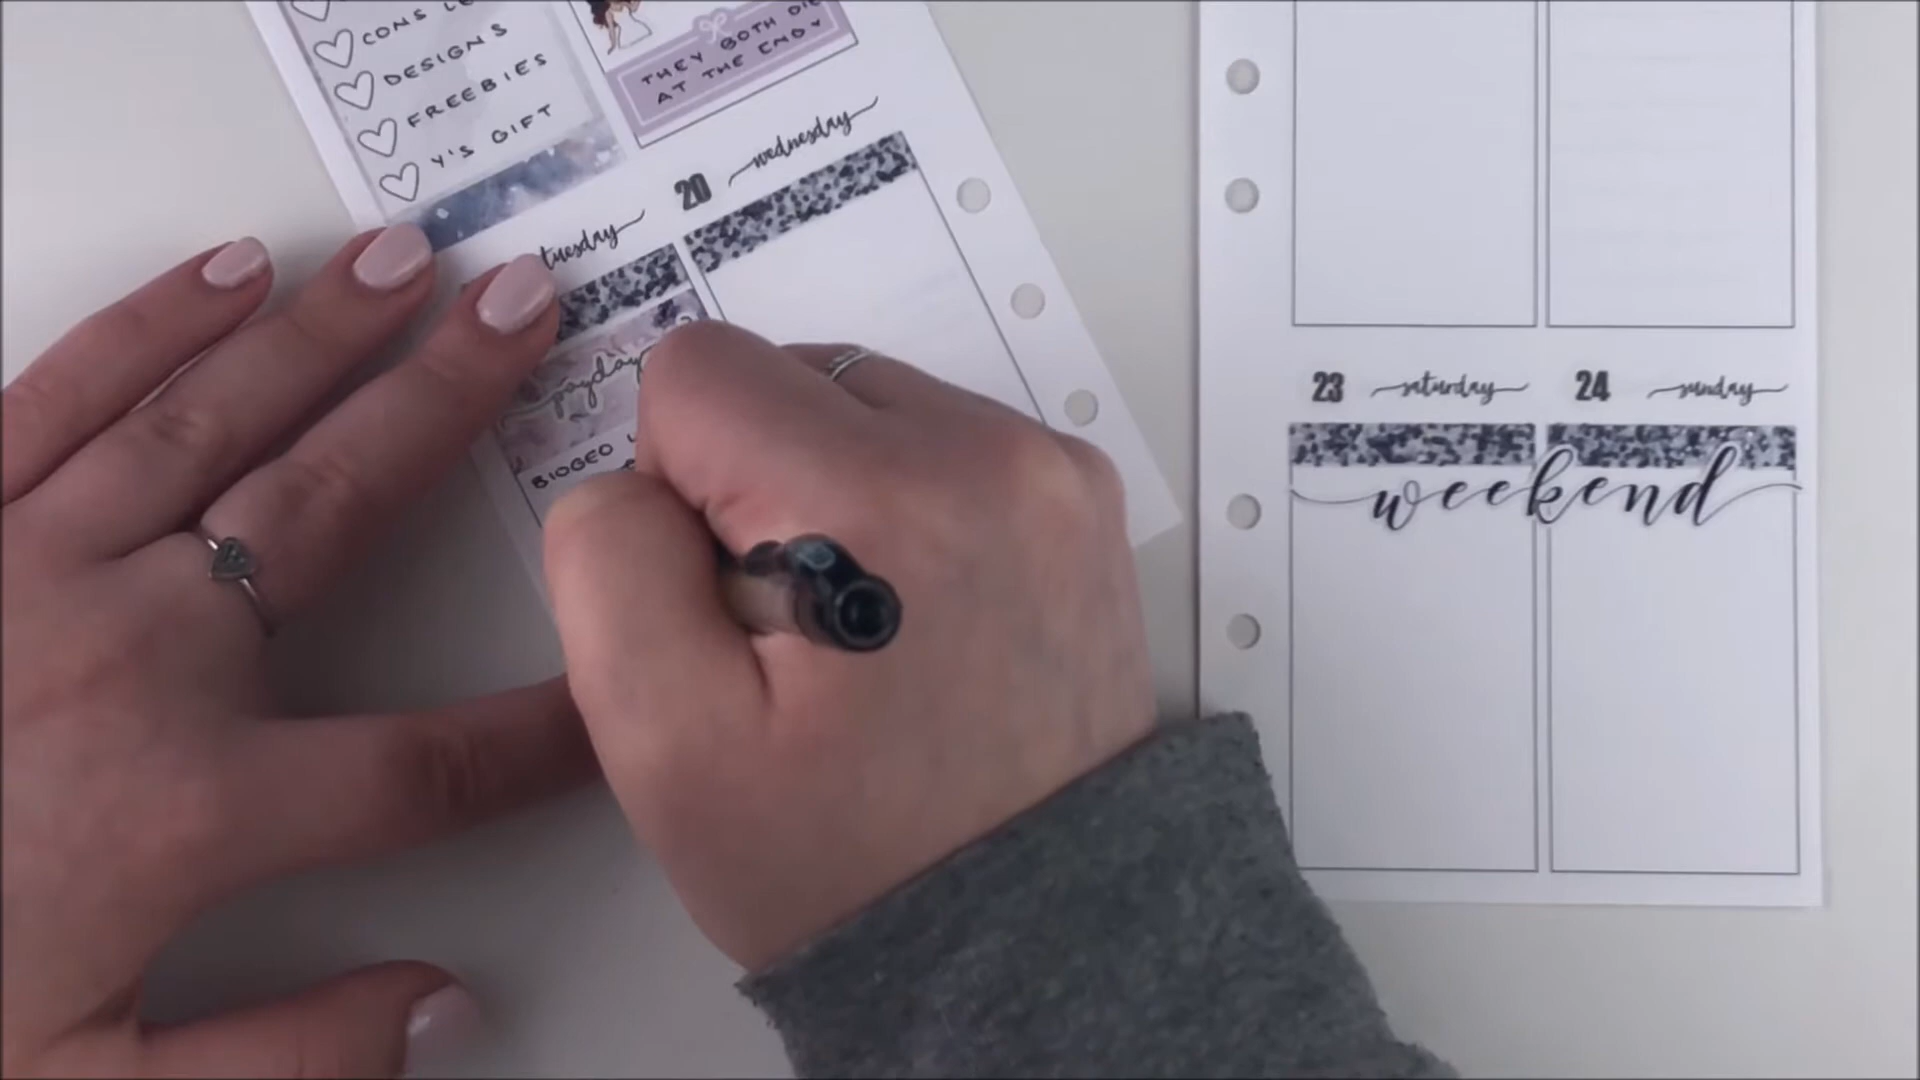 CONS
DESIGNS
FREEBIES
Y'S GIFT
THEY BOTH DIE
AT THE END
tuesday
20 wednesday
payday
BIOGEO
23 saturday 24 sunday
weekend